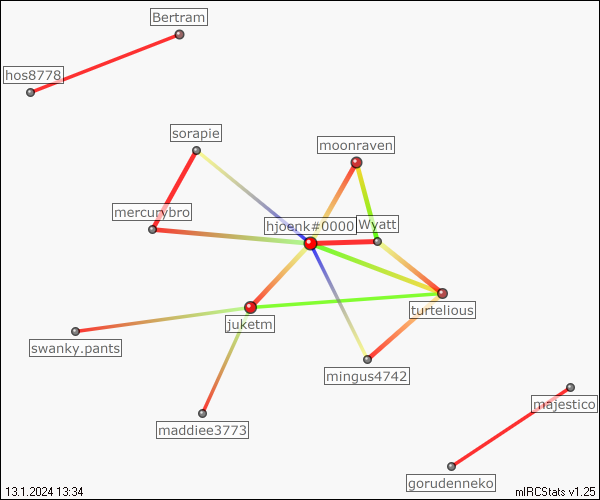 Bertram
hos8778
sorapie
moonraven
mercurybro
hjoenk#0000
Wyatt
turtelious
juketm
swanky.pants
mingus4742
majestico
maddiee3773
gorudenneko
13.1.2024 13:34
mIRCStats v1.25